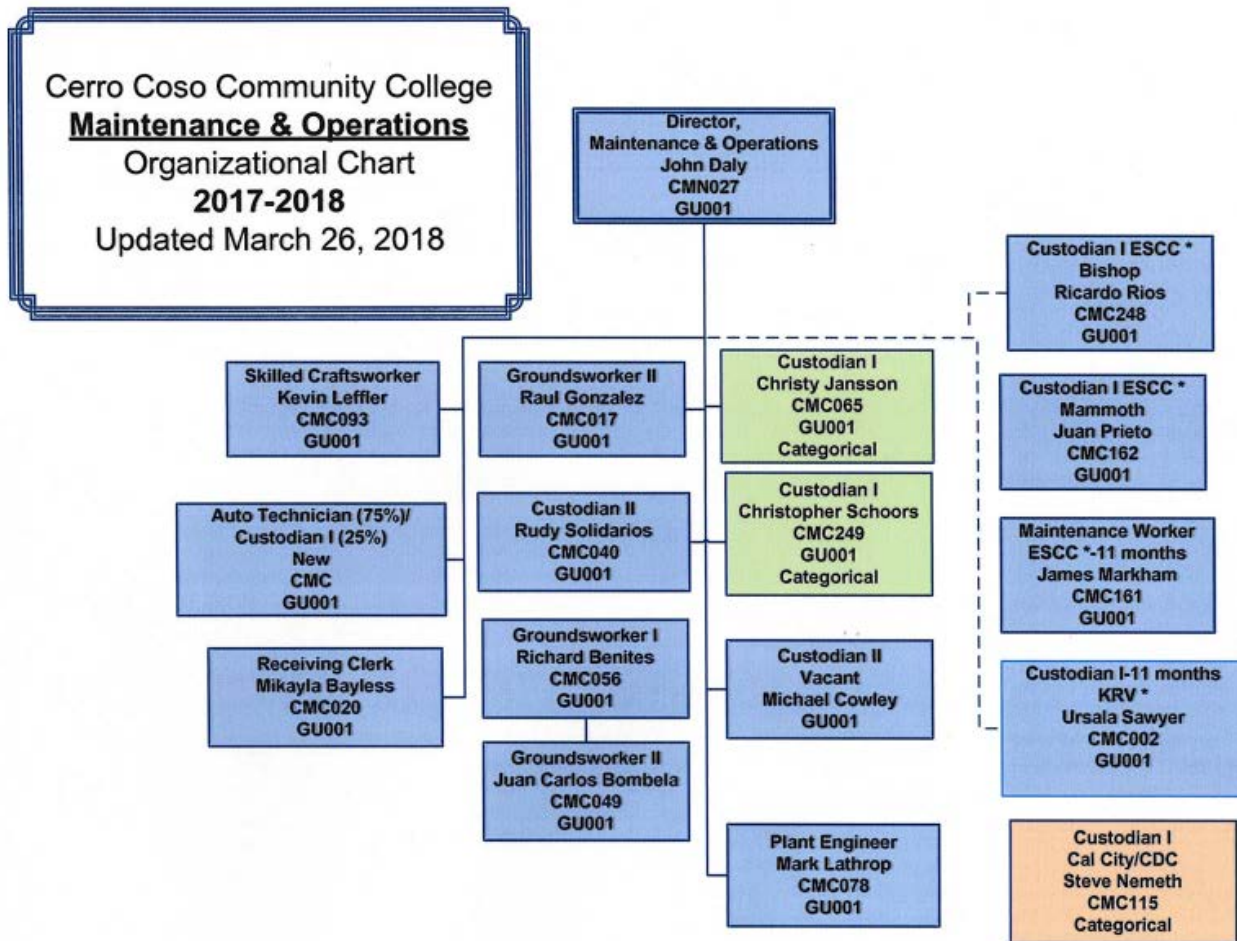 Cerro Coso Community College
Maintenance & Operations
Organizational Chart
2017-2018
Updated March 26, 2018
Director,
Maintenance & Operations
John Daly
CMN027
GU001
Skilled Craftsworker
Kevin Leffler
CMC093
GU001
Auto Technician (75%)/
Custodian I (25%)
New
CMC
GU001
Receiving Clerk
Mikayla Bayless
CMC020
GU001
Groundsworker II
Raul Gonzalez
CMC017
GU001
Custodian II
Rudy Solidarios
CMC040
GU001
Groundsworker I
Richard Benites
CMC056
GU001
Groundsworker II
Juan Carlos Bombela
CMC049
GU001
Custodian I
Christy Jansson
CMC065
GU001
Categorical
Custodian I
Christopher Schoors
CMC249
GU001
Categorical
Custodian II
Vacant
Michael Cowley
GU001
Plant Engineer
Mark Lathrop
CMC078
GU001
Custodian I ESCC *
Bishop
Ricardo Rios
CMC248
GU001
Custodian I ESCC *
Mammoth
Juan Prieto
CMC162
GU001
Maintenance Worker
ESCC *-11 months
James Markham
CMC161
GU001
Custodian I-11 months
KRV *
Ursala Sawyer
CMC002
GU001
Custodian I
Cal City/CDC
Steve Nemeth
CMC115
Categorical